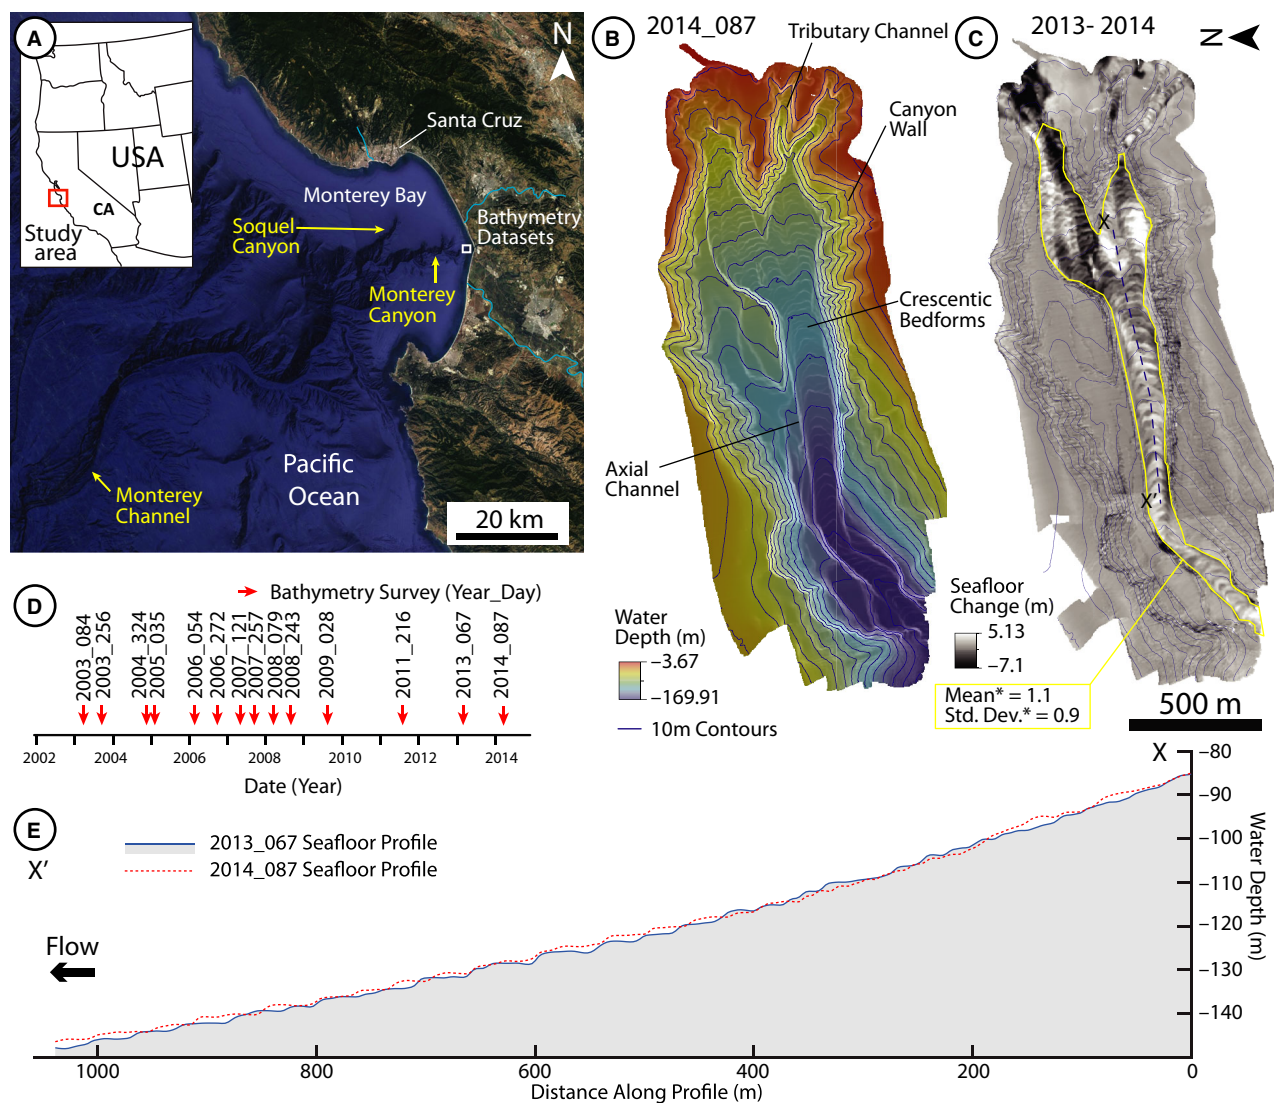 A
N
USA
CA
Study
area
Santa Cruz
Monterey Bay
Soquel
Canyon
Bathymetry
Datasets
Monterey
Canyon
Pacific
Ocean
Monterey
Channel
20 km
B
2014_087
Tributary Channel
Canyon
Wall
Crescentic
Bedforms
Axial
Channel
Water
Depth (m)
−3.67
−169.91
10m Contours
C
2013- 2014
N
X
X'
Seafloor
Change (m)
5.13
−7.1
Mean* = 1.1
Std. Dev.* = 0.9
500 m
D
Bathymetry Survey (Year_Day)
2003_084
2003_256
2004_324
2005_035
2006_054
2006_272
2007_121
2007_257
2008_079
2008_243
2009_028
2011_216
2013_067
2014_087
2002 2004 2006 2008 2010 2012 2014
Date (Year)
E
X'
2013_067 Seafloor Profile
2014_087 Seafloor Profile
Flow
X
−80
−90
−100
−110
−120
−130
−140
Water Depth (m)
1000 800 600 400 200 0
Distance Along Profile (m)